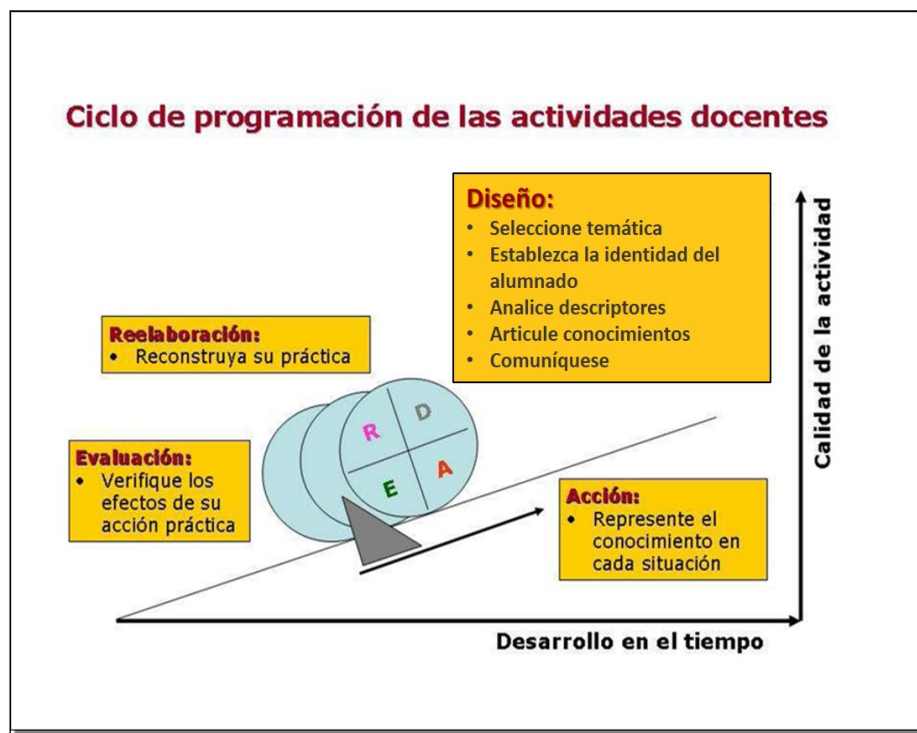 Ciclo de programación de las actividades docentes
Diseño:
• Seleccione temática
• Establezca la identidad del
alumnado
• Analice descriptores
• Articule conocimientos
• Comuníquese
Reelaboración:
• Reconstruya su práctica
Evaluación:
• Verifique los
efectos de su
acción práctica
R
D
E
A
Acción:
• Represente el
conocimiento en
cada situación
Calidad de la actividad
Desarrollo en el tiempo